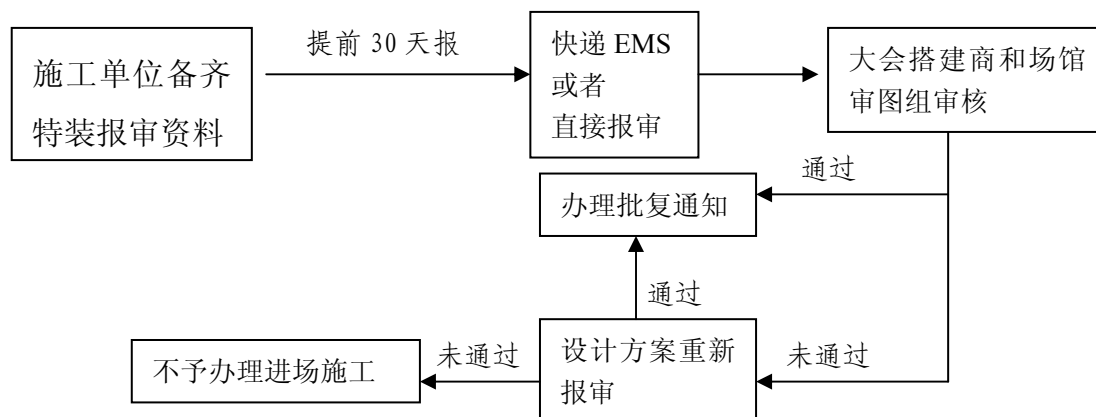 提前 30 天报
施工单位备齐
特装报审资料
快递 EMS
或者
直接报审
大会搭建商和场馆
审图组审核
通过
办理批复通知
通过
未通过
不予办理进场施工
设计方案重新
报审
未通过